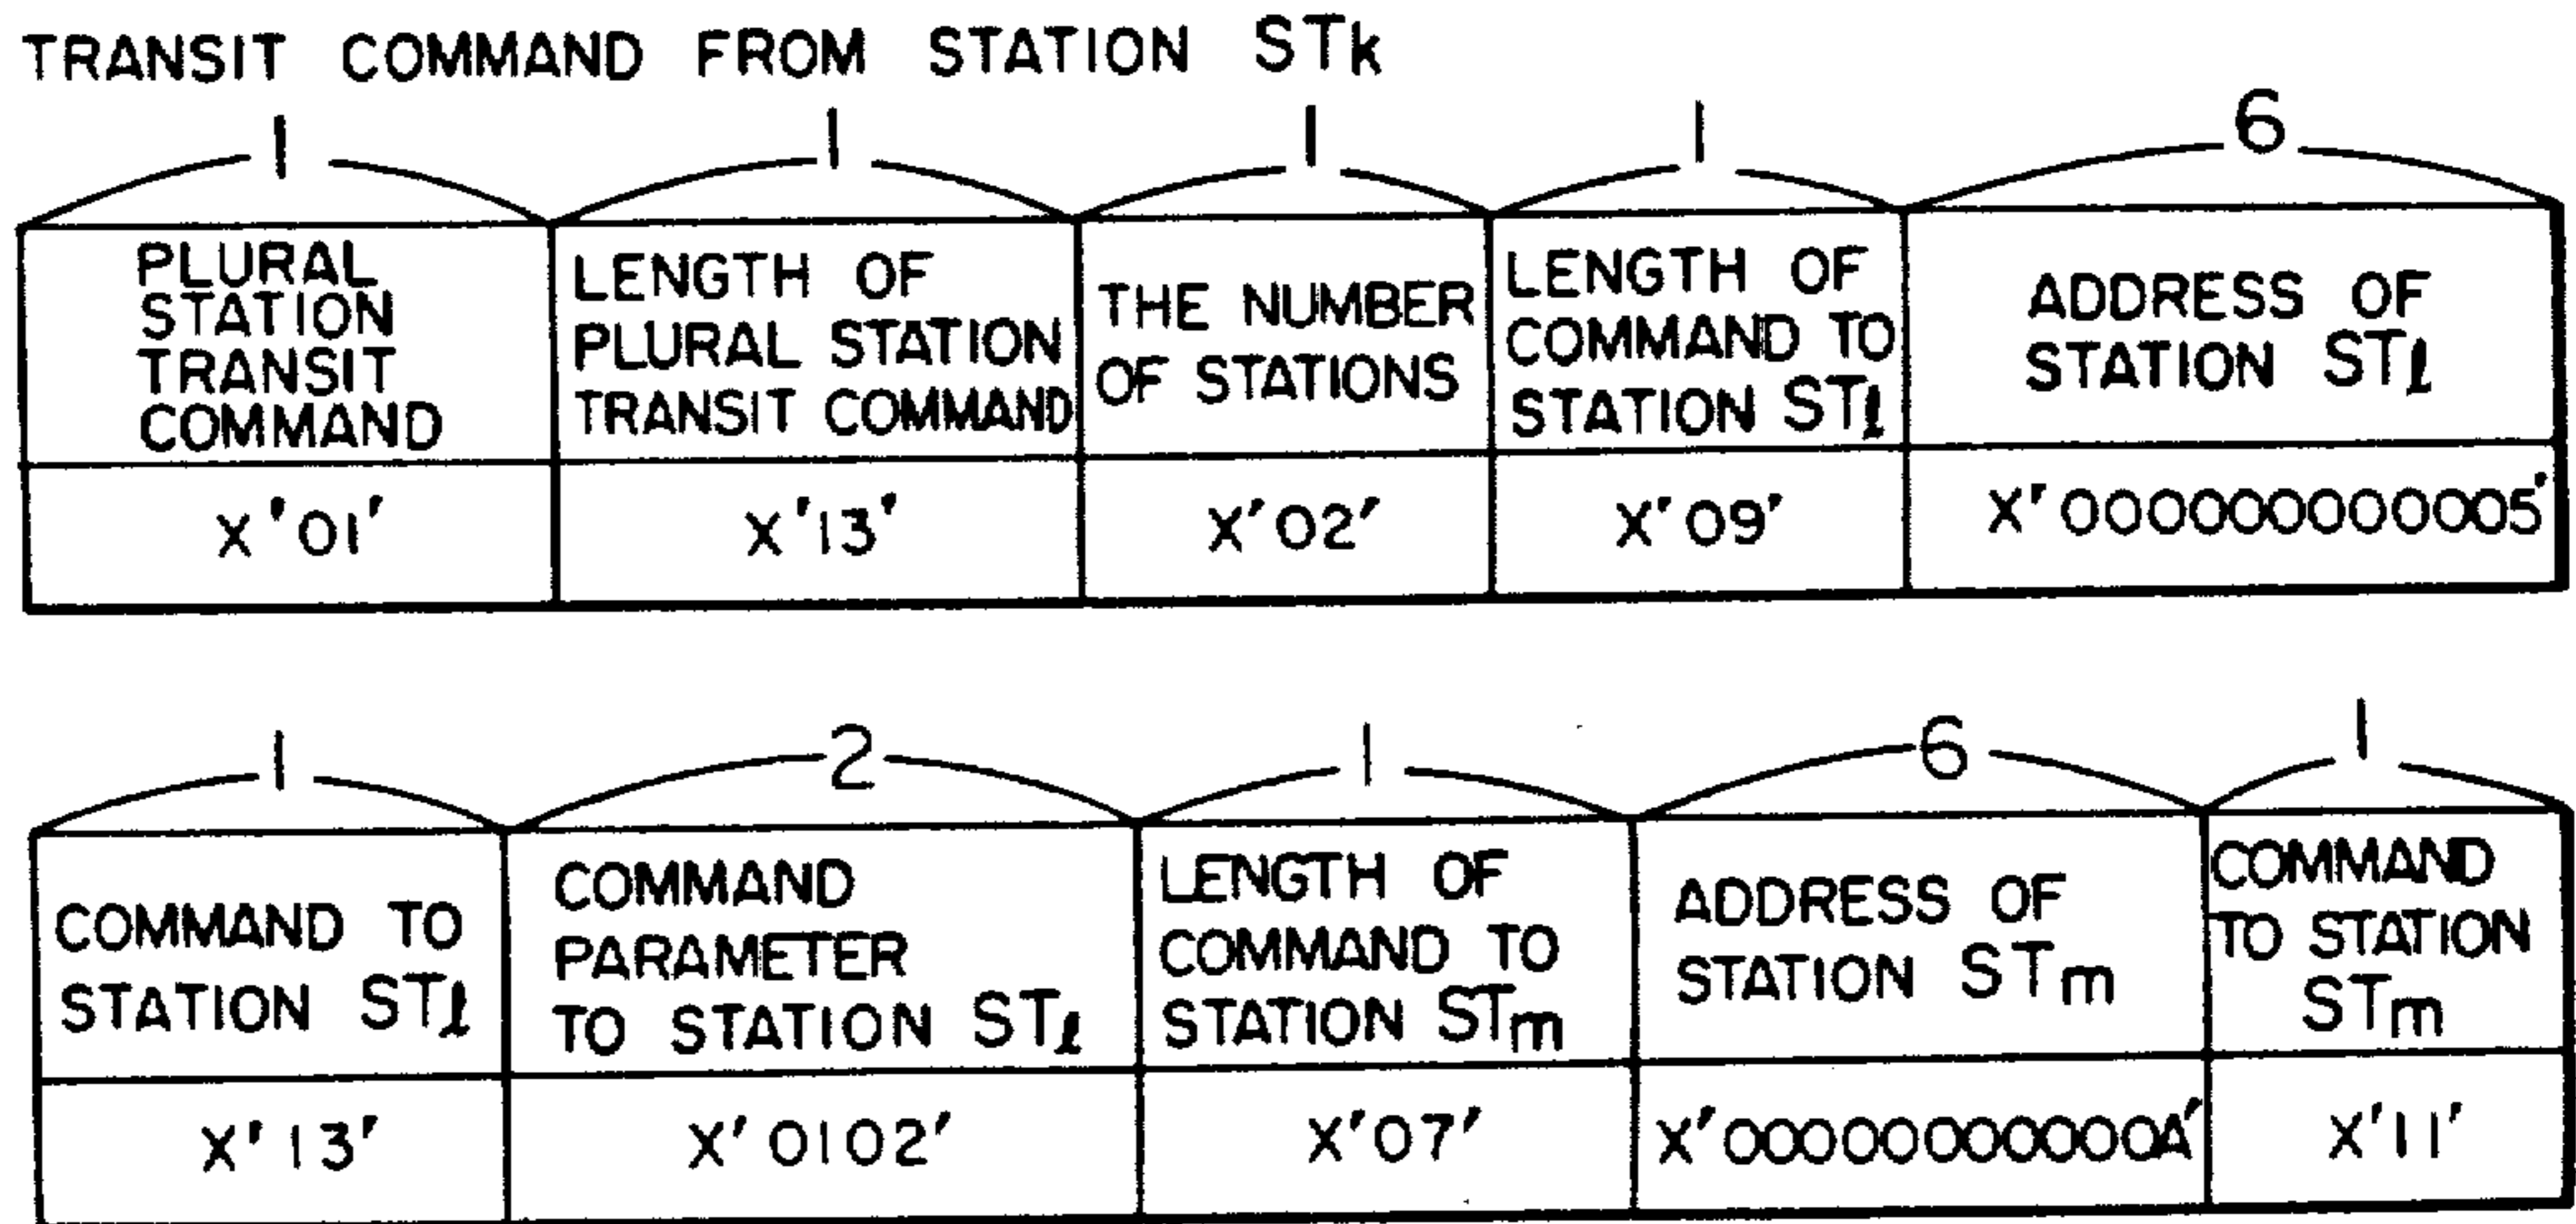 TRANSIT COMMAND FROM STATION STk
1
1
1
1
6
PLURAL
STATION
TRANSIT
COMMAND
LENGTH OF
PLURAL STATION
TRANSIT COMMAND
THE NUMBER
OF STATIONS
LENGTH OF
COMMAND TO
STATION STl
ADDRESS OF
STATION STl
X'01'
X'13'
X'02'
X'09'
X'000000000005'
1
2
1
6
1
COMMAND TO
STATION STl
COMMAND
PARAMETER
TO STATION STl
LENGTH OF
COMMAND TO
STATION STm
ADDRESS OF
STATION STm
COMMAND
TO STATION
STm
X'13'
X'0102'
X'07'
X'00000000000A'
X'11'